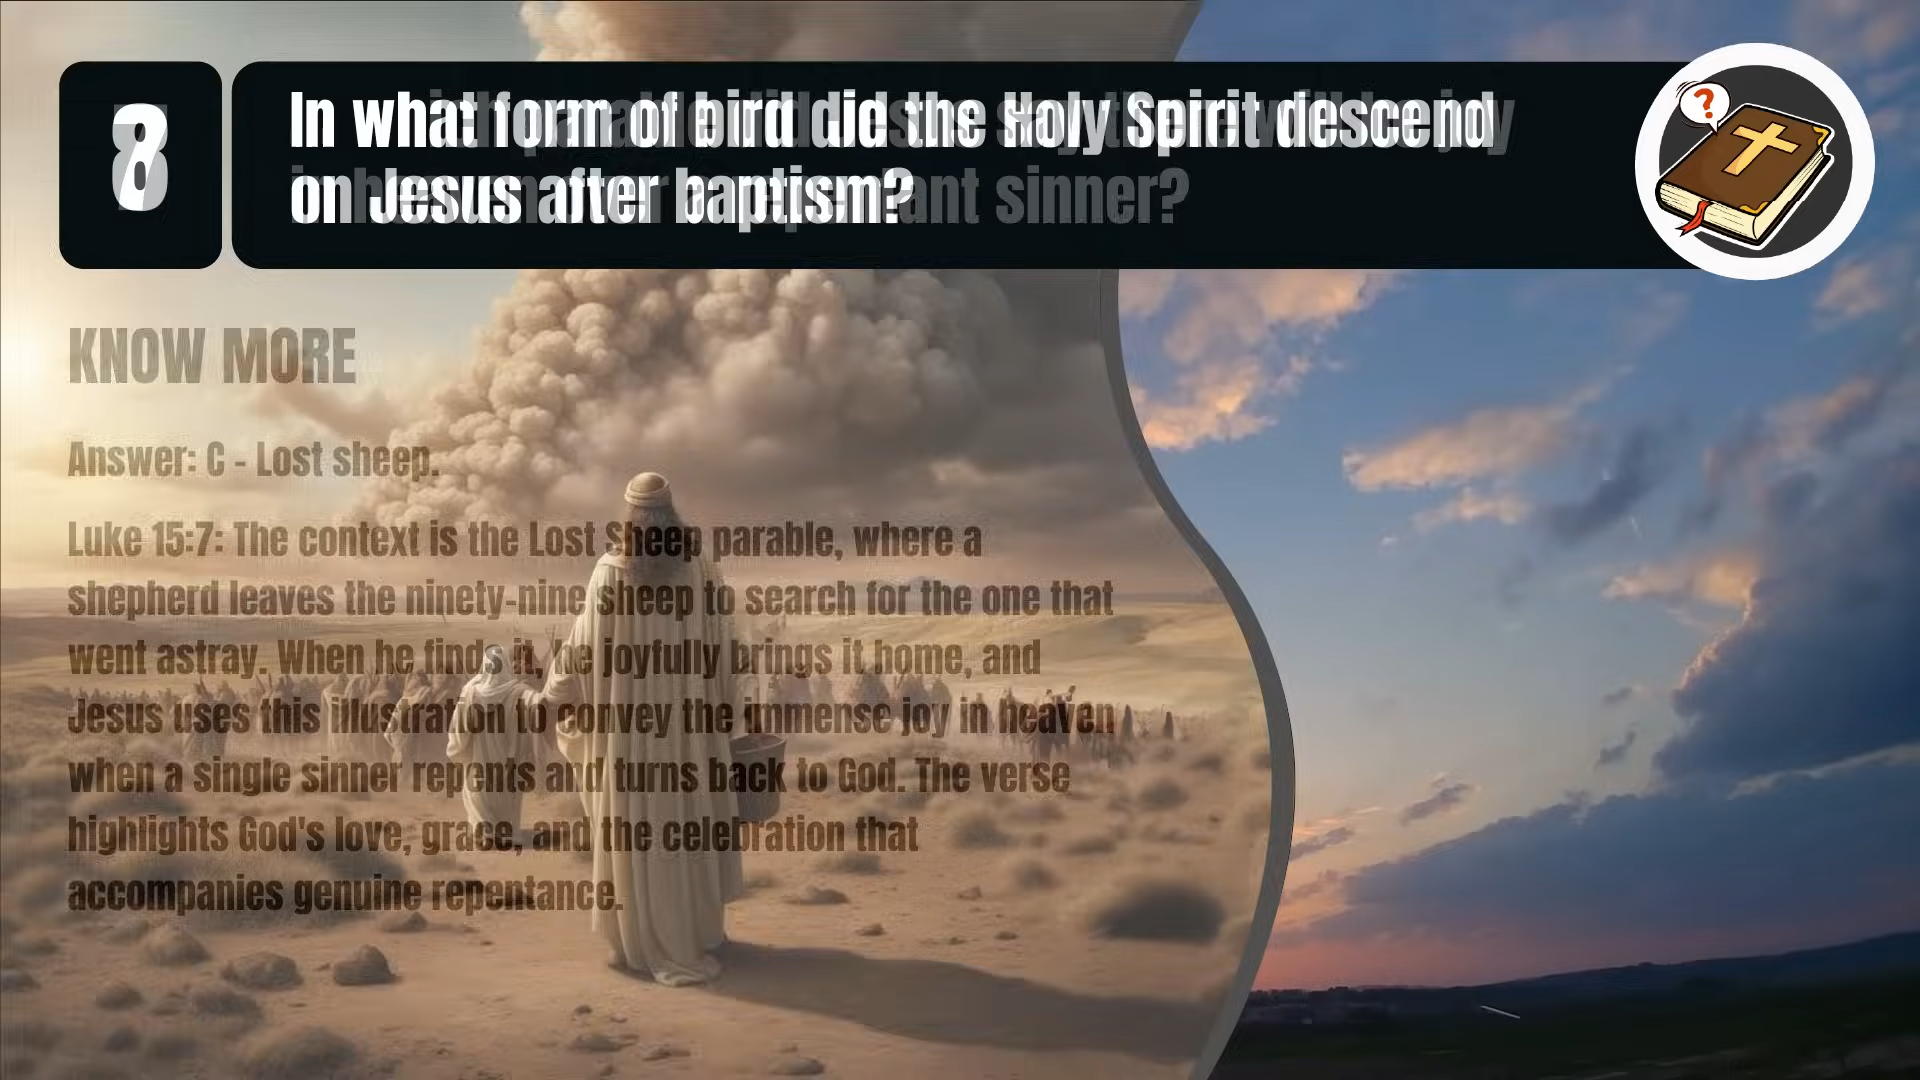 8
In what form of bird did the Holy Spirit descend
on Jesus after baptism?
ant sinner?
?
KNOW MORE
Answer: C - Lost sheep.
Luke 15:7: The context is the Lost Sheep parable, where a
shepherd leaves the ninety-nine sheep to search for the one that
went astray. When he finds it, he joyfully brings it home, and
Jesus uses this illustration to convey the immense joy in heaven
when a single sinner repents and turns back to God. The verse
highlights God's love, grace, and the celebration that
accompanies genuine repentance.